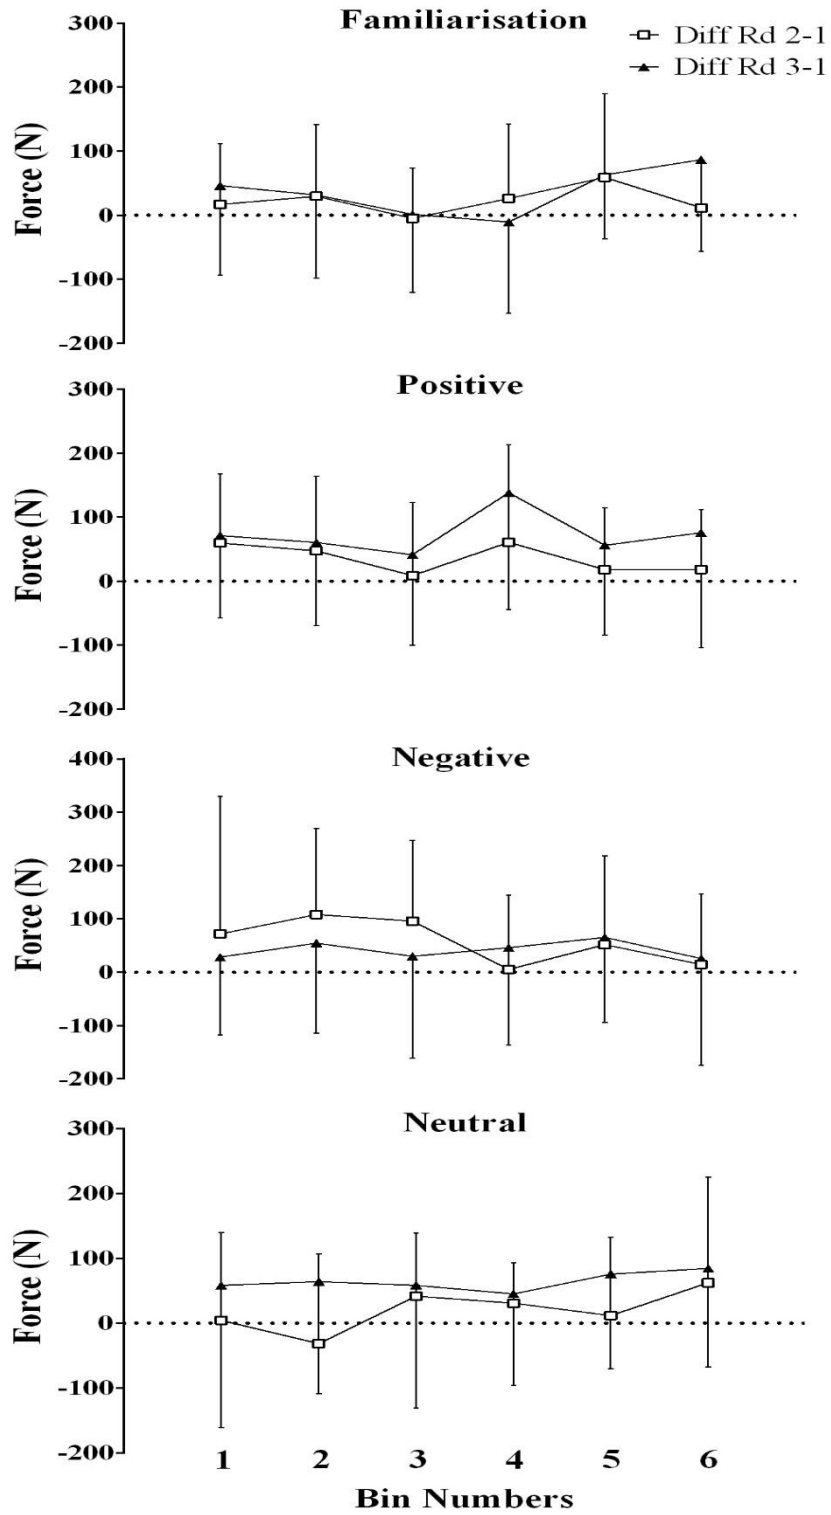 Familiarisation
Diff Rd 2-1
Diff Rd 3-1
Force (N)
300
200
100
0
-100
-200
Positive
Force (N)
300
200
100
0
-100
-200
Negative
Force (N)
400
300
200
100
0
-100
-200
Neutral
Force (N)
300
200
100
0
-100
-200
1 2 3 4 5 6
Bin Numbers